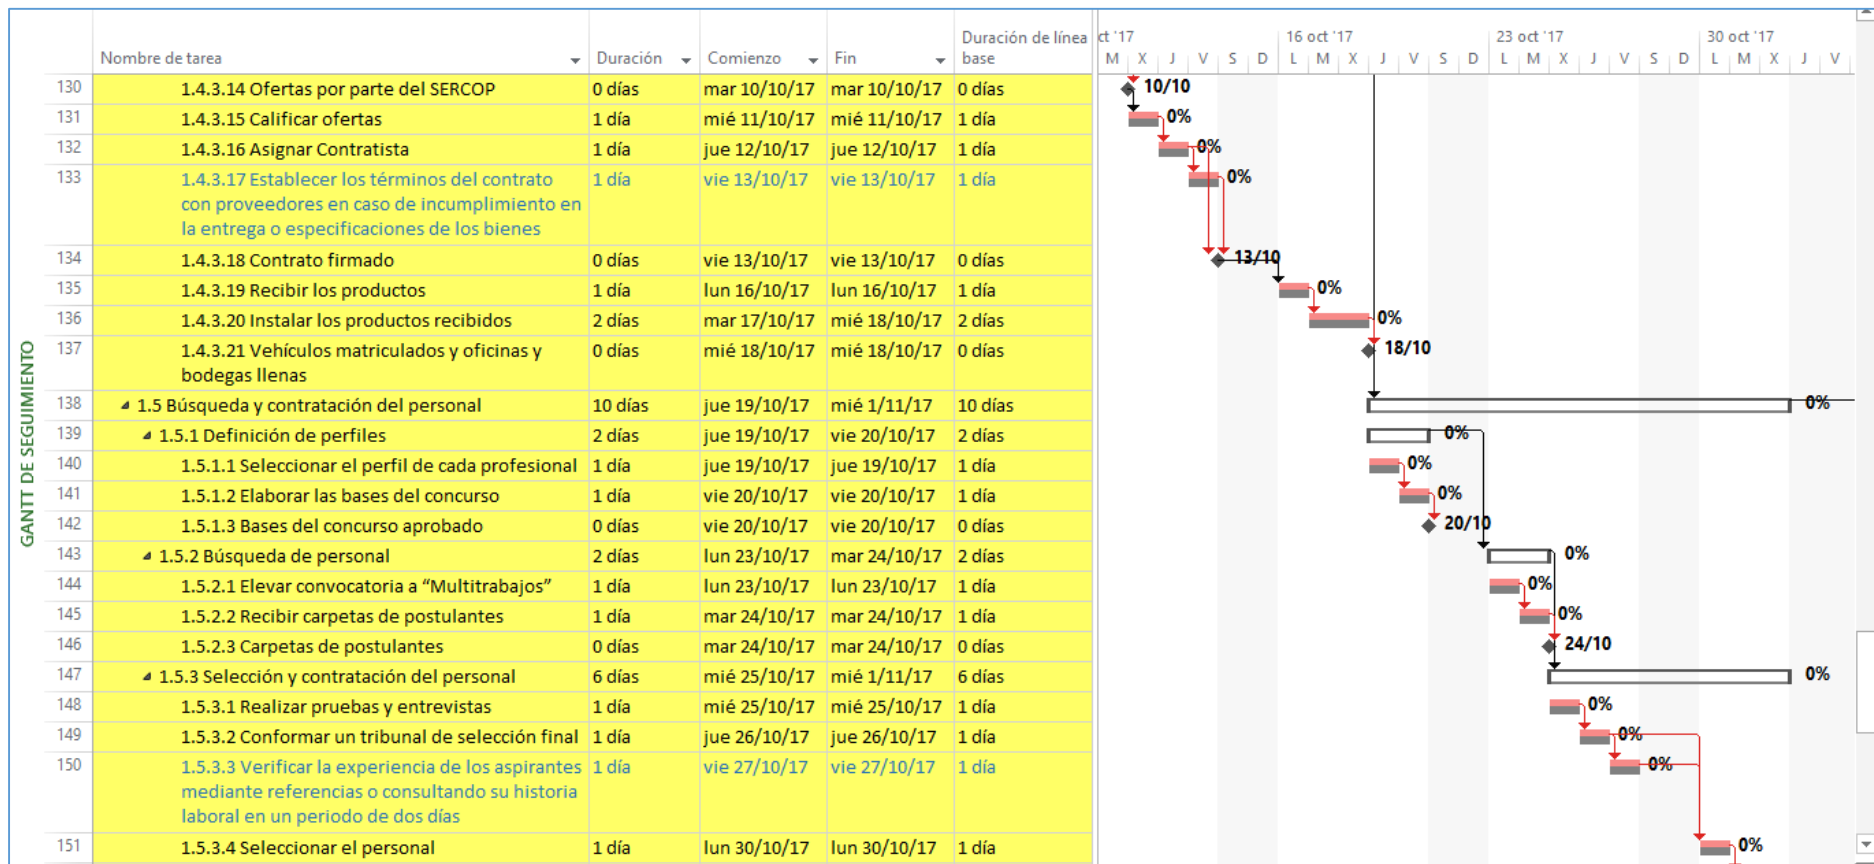 GANTT DE SEGUIMIENTO
Nombre de tarea Duración Comienzo Fin Duración de línea base
ct '17 16 oct '17 23 oct '17 30 oct '17
M X J V S D L M X J V S D L M X J V S D L M X J V
130 1.4.3.14 Ofertas por parte del SERCOP 0 días mar 10/10/17 mar 10/10/17 0 días 10/10
131 1.4.3.15 Calificar ofertas 1 día mié 11/10/17 mié 11/10/17 1 día 0%
132 1.4.3.16 Asignar Contratista 1 día jue 12/10/17 jue 12/10/17 1 día 0%
133 1.4.3.17 Establecer los términos del contrato 1 día vie 13/10/17 vie 13/10/17 1 día 0%
con proveedores en caso de incumplimiento en
la entrega o especificaciones de los bienes
134 1.4.3.18 Contrato firmado 0 días vie 13/10/17 vie 13/10/17 0 días 13/10
135 1.4.3.19 Recibir los productos 1 día lun 16/10/17 lun 16/10/17 1 día 0%
136 1.4.3.20 Instalar los productos recibidos 2 días mar 17/10/17 mié 18/10/17 2 días 0%
137 1.4.3.21 Vehículos matriculados y oficinas y 0 días mié 18/10/17 mié 18/10/17 0 días 18/10
bodegas llenas
138 1.5 Búsqueda y contratación del personal 10 días jue 19/10/17 mié 1/11/17 10 días 0%
139 1.5.1 Definición de perfiles 2 días jue 19/10/17 vie 20/10/17 2 días 0%
140 1.5.1.1 Seleccionar el perfil de cada profesional 1 día jue 19/10/17 jue 19/10/17 1 día 0%
141 1.5.1.2 Elaborar las bases del concurso 1 día vie 20/10/17 vie 20/10/17 1 día 0%
142 1.5.1.3 Bases del concurso aprobado 0 días vie 20/10/17 vie 20/10/17 0 días 20/10
143 1.5.2 Búsqueda de personal 2 días lun 23/10/17 mar 24/10/17 2 días 0%
144 1.5.2.1 Elevar convocatoria a “Multitrabajos” 1 día lun 23/10/17 lun 23/10/17 1 día 0%
145 1.5.2.2 Recibir carpetas de postulantes 1 día mar 24/10/17 mar 24/10/17 1 día 0%
146 1.5.2.3 Carpetas de postulantes 0 días mar 24/10/17 mar 24/10/17 0 días 24/10
147 1.5.3 Selección y contratación del personal 6 días mié 25/10/17 mié 1/11/17 6 días 0%
148 1.5.3.1 Realizar pruebas y entrevistas 1 día mié 25/10/17 mié 25/10/17 1 día 0%
149 1.5.3.2 Conformar un tribunal de selección final 1 día jue 26/10/17 jue 26/10/17 1 día 0%
150 1.5.3.3 Verificar la experiencia de los aspirantes 1 día vie 27/10/17 vie 27/10/17 1 día 0%
mediante referencias o consultando su historia
laboral en un periodo de dos días
151 1.5.3.4 Seleccionar el personal 1 día lun 30/10/17 lun 30/10/17 1 día 0%